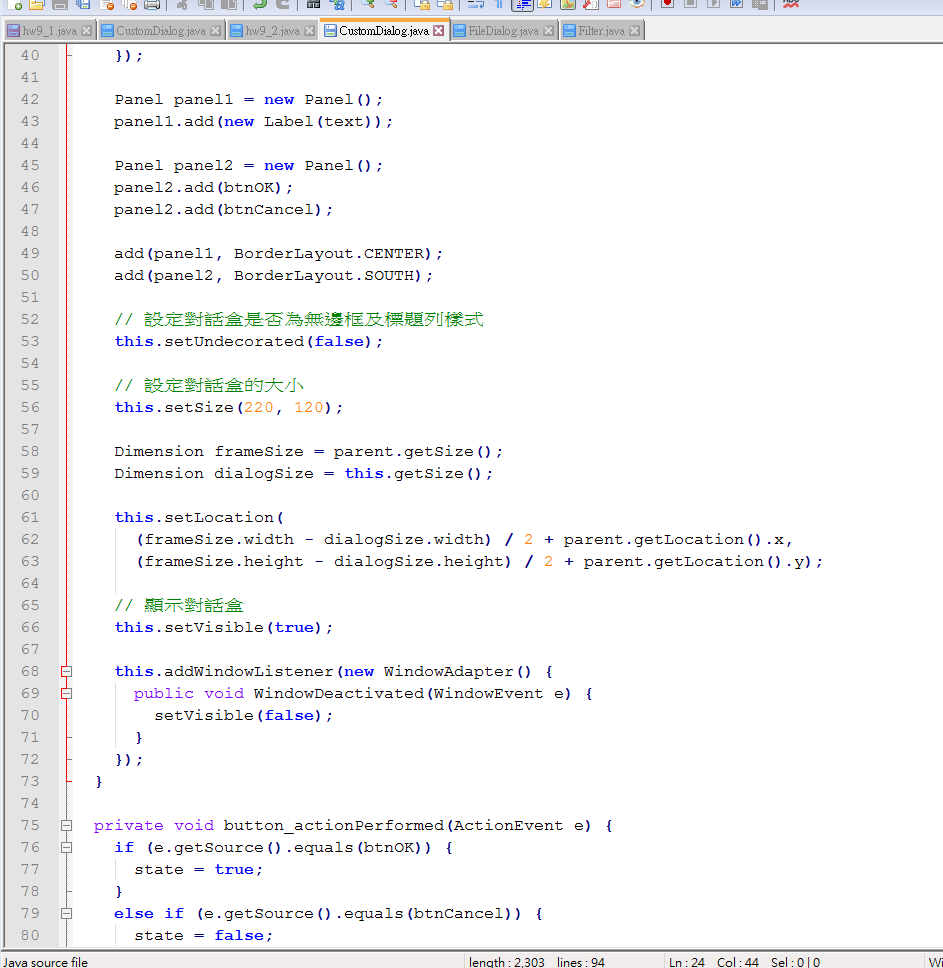 hw9_1.java CustomDialog.java hw9_2.java CustomDialog.java FileDialog.java Filter.java
40 });
41
42 Panel panel1 = new Panel();
43 panel1.add(new Label(text));
44
45 Panel panel2 = new Panel();
46 panel2.add(btnOK);
47 panel2.add(btnCancel);
48
49 add(panel1, BorderLayout.CENTER);
50 add(panel2, BorderLayout.SOUTH);
51
52 // 設定對話盒是否為無邊框及標題列樣式
53 this.setUndecorated(false);
54
55 // 設定對話盒的大小
56 this.setSize(220, 120);
57
58 Dimension frameSize = parent.getSize();
59 Dimension dialogSize = this.getSize();
60
61 this.setLocation(
62 (frameSize.width - dialogSize.width) / 2 + parent.getLocation().x,
63 (frameSize.height - dialogSize.height) / 2 + parent.getLocation().y);
64
65 // 顯示對話盒
66 this.setVisible(true);
67
68 this.addWindowListener(new WindowAdapter() {
69 public void WindowDeactivated(WindowEvent e) {
70 setVisible(false);
71 }
72 });
73 }
74
75 private void button_actionPerformed(ActionEvent e) {
76 if (e.getSource().equals(btnOK)) {
77 state = true;
78 }
79 else if (e.getSource().equals(btnCancel)) {
80 state = false;
Java source file length : 2,303 lines : 94 Ln : 24 Col : 44 Sel : 0 | 0 Wi